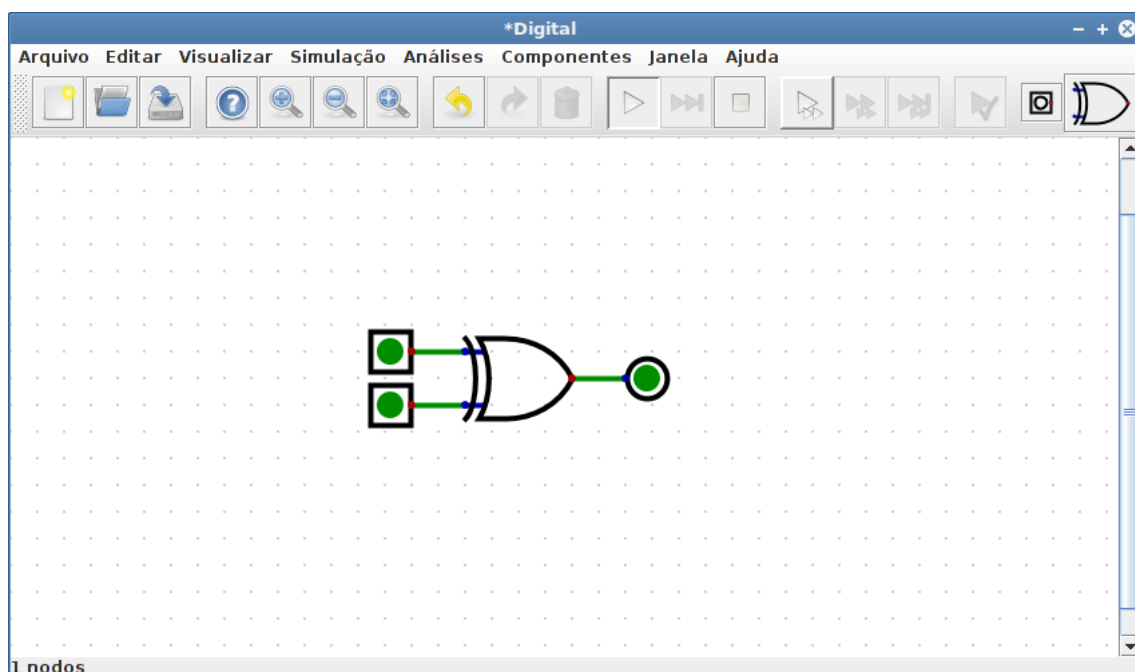 *Digital
Arquivo Editar Visualizar Simulação Análises Componentes Janela Ajuda
1 nodos